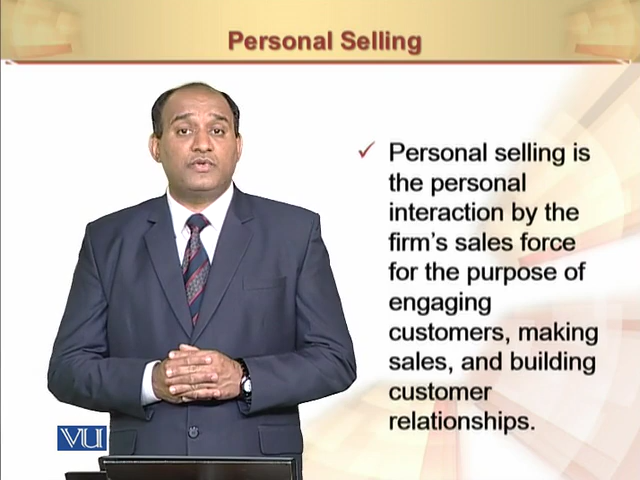 Personal Selling
✓ Personal selling is
the personal
interaction by the
firm's sales force
for the purpose of
engaging
customers, making
sales, and building
customer
relationships.
VU